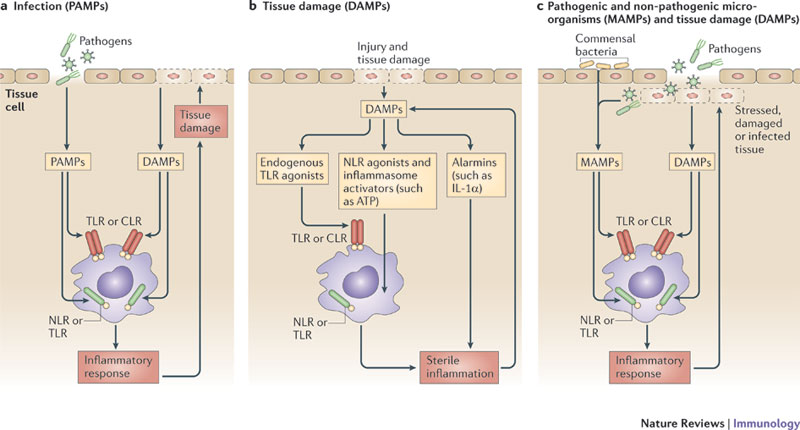 a Infection (PAMPs)
Pathogens
Tissue
cell
Tissue
damage
PAMPs
DAMPs
TLR or CLR
NLR or
TLR
Inflammatory
response
b Tissue damage (DAMPs)
Injury and
tissue damage
DAMPs
Endogenous
TLR agonists
NLR agonists and
inflammasome
activators (such
as ATP)
Alarmins
(such as
IL-1α)
TLR or CLR
NLR or
TLR
Sterile
inflammation
c Pathogenic and non-pathogenic micro-
organisms (MAMPs) and tissue damage (DAMPs)
Commensal
bacteria
Pathogens
Stressed,
damaged
or infected
tissue
MAMPs
DAMPs
TLR or CLR
NLR or
TLR
Inflammatory
response
Nature Reviews | Immunology